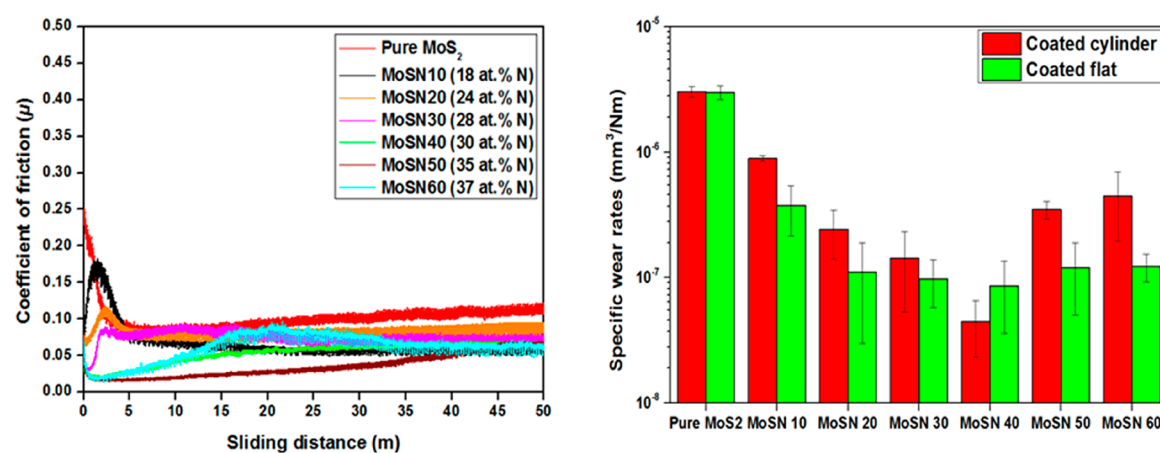 0.50
0.45
0.40
0.35
0.30
0.25
0.20
0.15
0.10
0.05
0.00
Coefficient of friction (µ)
Pure MoS2
MoSN10 (18 at.% N)
MoSN20 (24 at.% N)
MoSN30 (28 at.% N)
MoSN40 (30 at.% N)
MoSN50 (35 at.% N)
MoSN60 (37 at.% N)
0 5 10 15 20 25 30 35 40 45 50
Sliding distance (m)
10⁻⁵
10⁻⁶
10⁻⁷
10⁻⁸
Specific wear rates (mm³/Nm)
Coated cylinder
Coated flat
Pure MoS2 MoSN 10 MoSN 20 MoSN 30 MoSN 40 MoSN 50 MoSN 60